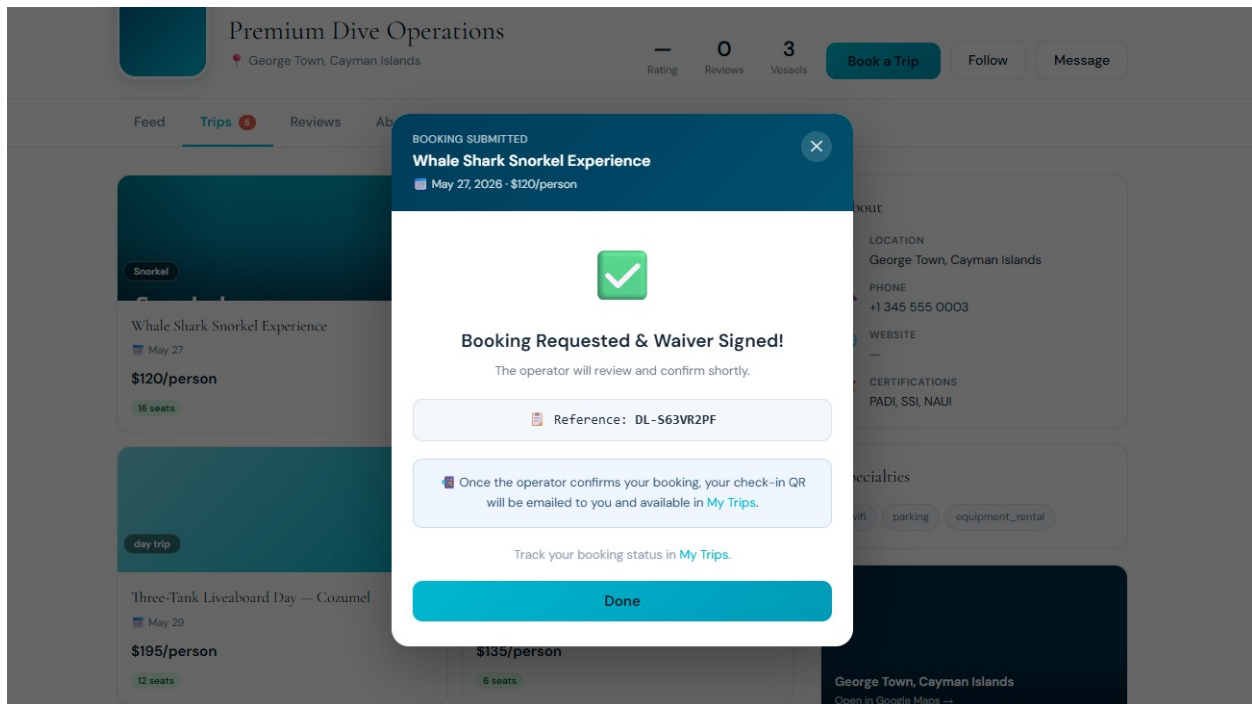 Premium Dive Operations
George Town, Cayman Islands
—
Rating
0
Reviews
3
Vessels
Book a Trip
Follow
Message
Feed
Trips 5
Reviews
Ab
BOOKING SUBMITTED
Whale Shark Snorkel Experience
May 27, 2026 · $120/person
Booking Requested & Waiver Signed!
The operator will review and confirm shortly.
Reference: DL-S63VR2PF
Once the operator confirms your booking, your check-in QR
will be emailed to you and available in My Trips.
Track your booking status in My Trips.
Done
Snorkel
Whale Shark Snorkel Experience
May 27
$120/person
16 seats
day trip
Three-Tank Liveaboard Day — Cozumel
May 29
$195/person
12 seats
$135/person
6 seats
bout
LOCATION
George Town, Cayman Islands
PHONE
+1 345 555 0003
WEBSITE
—
CERTIFICATIONS
PADI, SSI, NAUI
pecialties
wifi
parking
equipment_rental
George Town, Cayman Islands
Open in Google Maps →